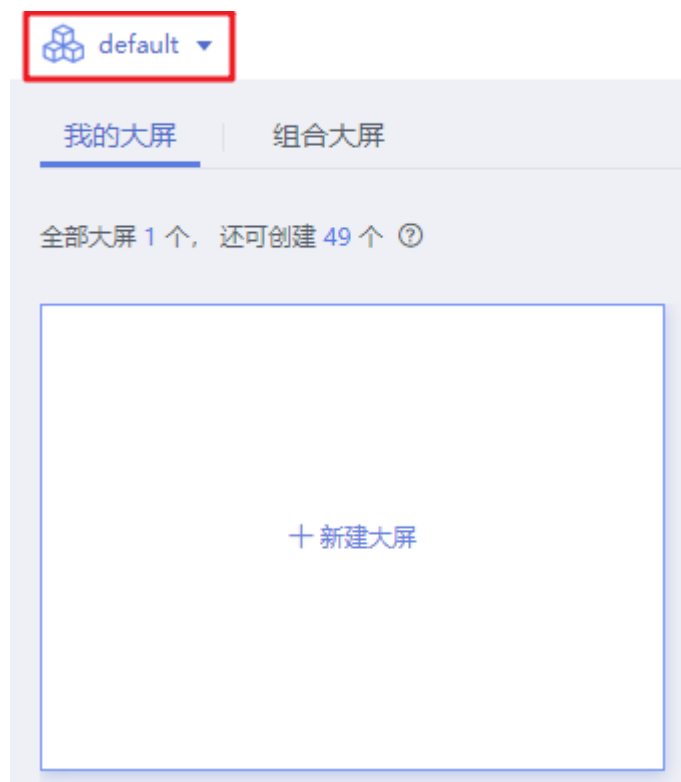 default
我的大屏 组合大屏
全部大屏 1 个, 还可创建 49 个 ?
+ 新建大屏